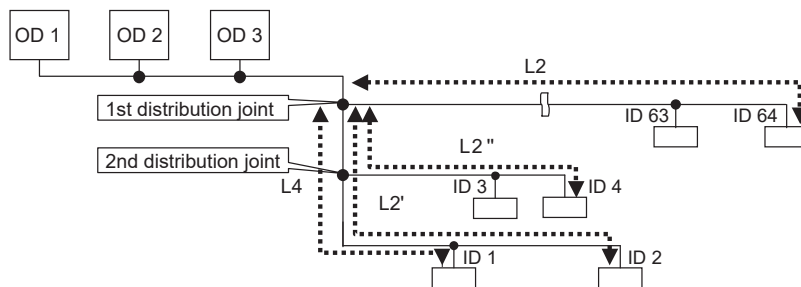 OD 1
OD 2
OD 3
L2
1st distribution joint
ID 63
ID 64
L2"
2nd distribution joint
L4
ID 3
ID 4
L2'
ID 1
ID 2